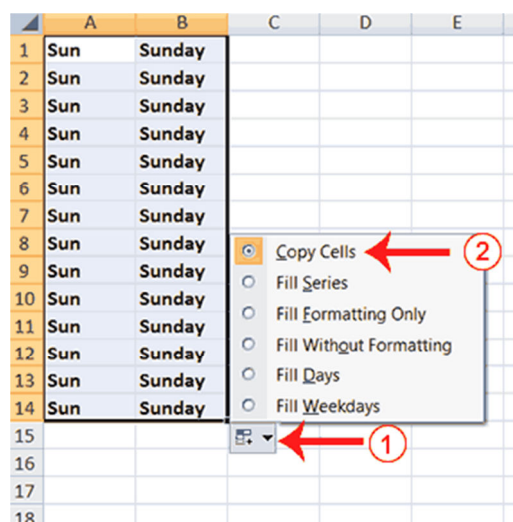 A B C D E
1 Sun Sunday
2 Sun Sunday
3 Sun Sunday
4 Sun Sunday
5 Sun Sunday
6 Sun Sunday
7 Sun Sunday
8 Sun Sunday
9 Sun Sunday
10 Sun Sunday
11 Sun Sunday
12 Sun Sunday
13 Sun Sunday
14 Sun Sunday
15
16
17
18
Copy Cells 2
Fill Series
Fill Formatting Only
Fill Without Formatting
Fill Days
Fill Weekdays
1